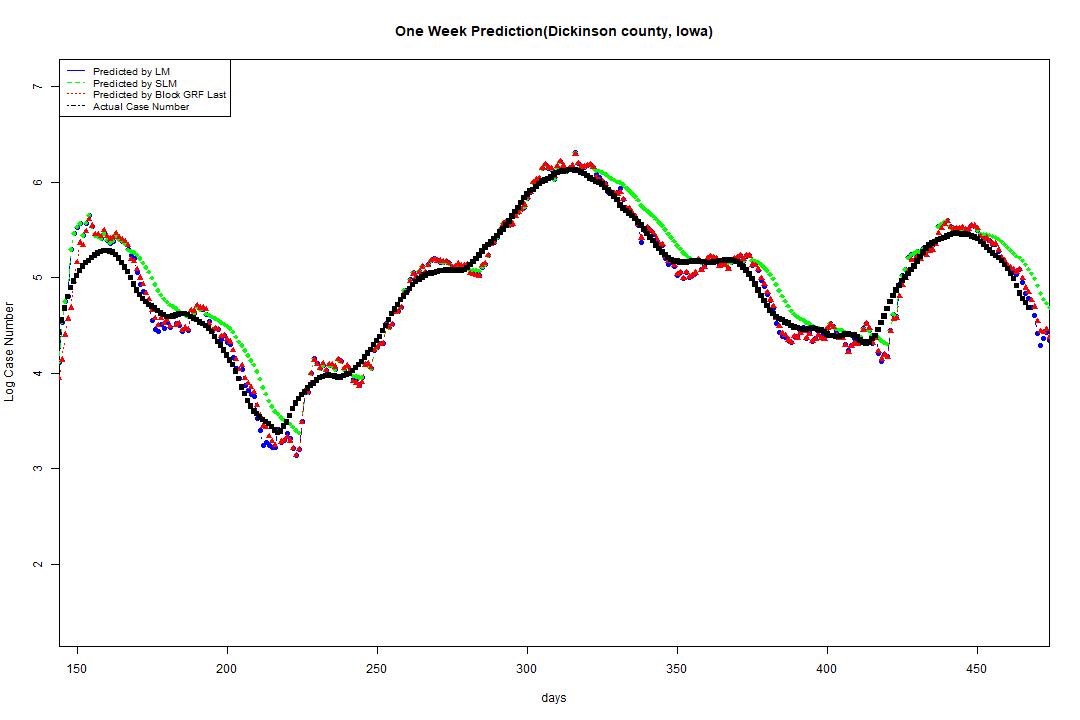 One Week Prediction(Dickinson county, Iowa)
Predicted by LM
Predicted by SLM
Predicted by Block GRF Last
Actual Case Number
7
6
5
4
3
2
Log Case Number
150 200 250 300 350 400 450
days